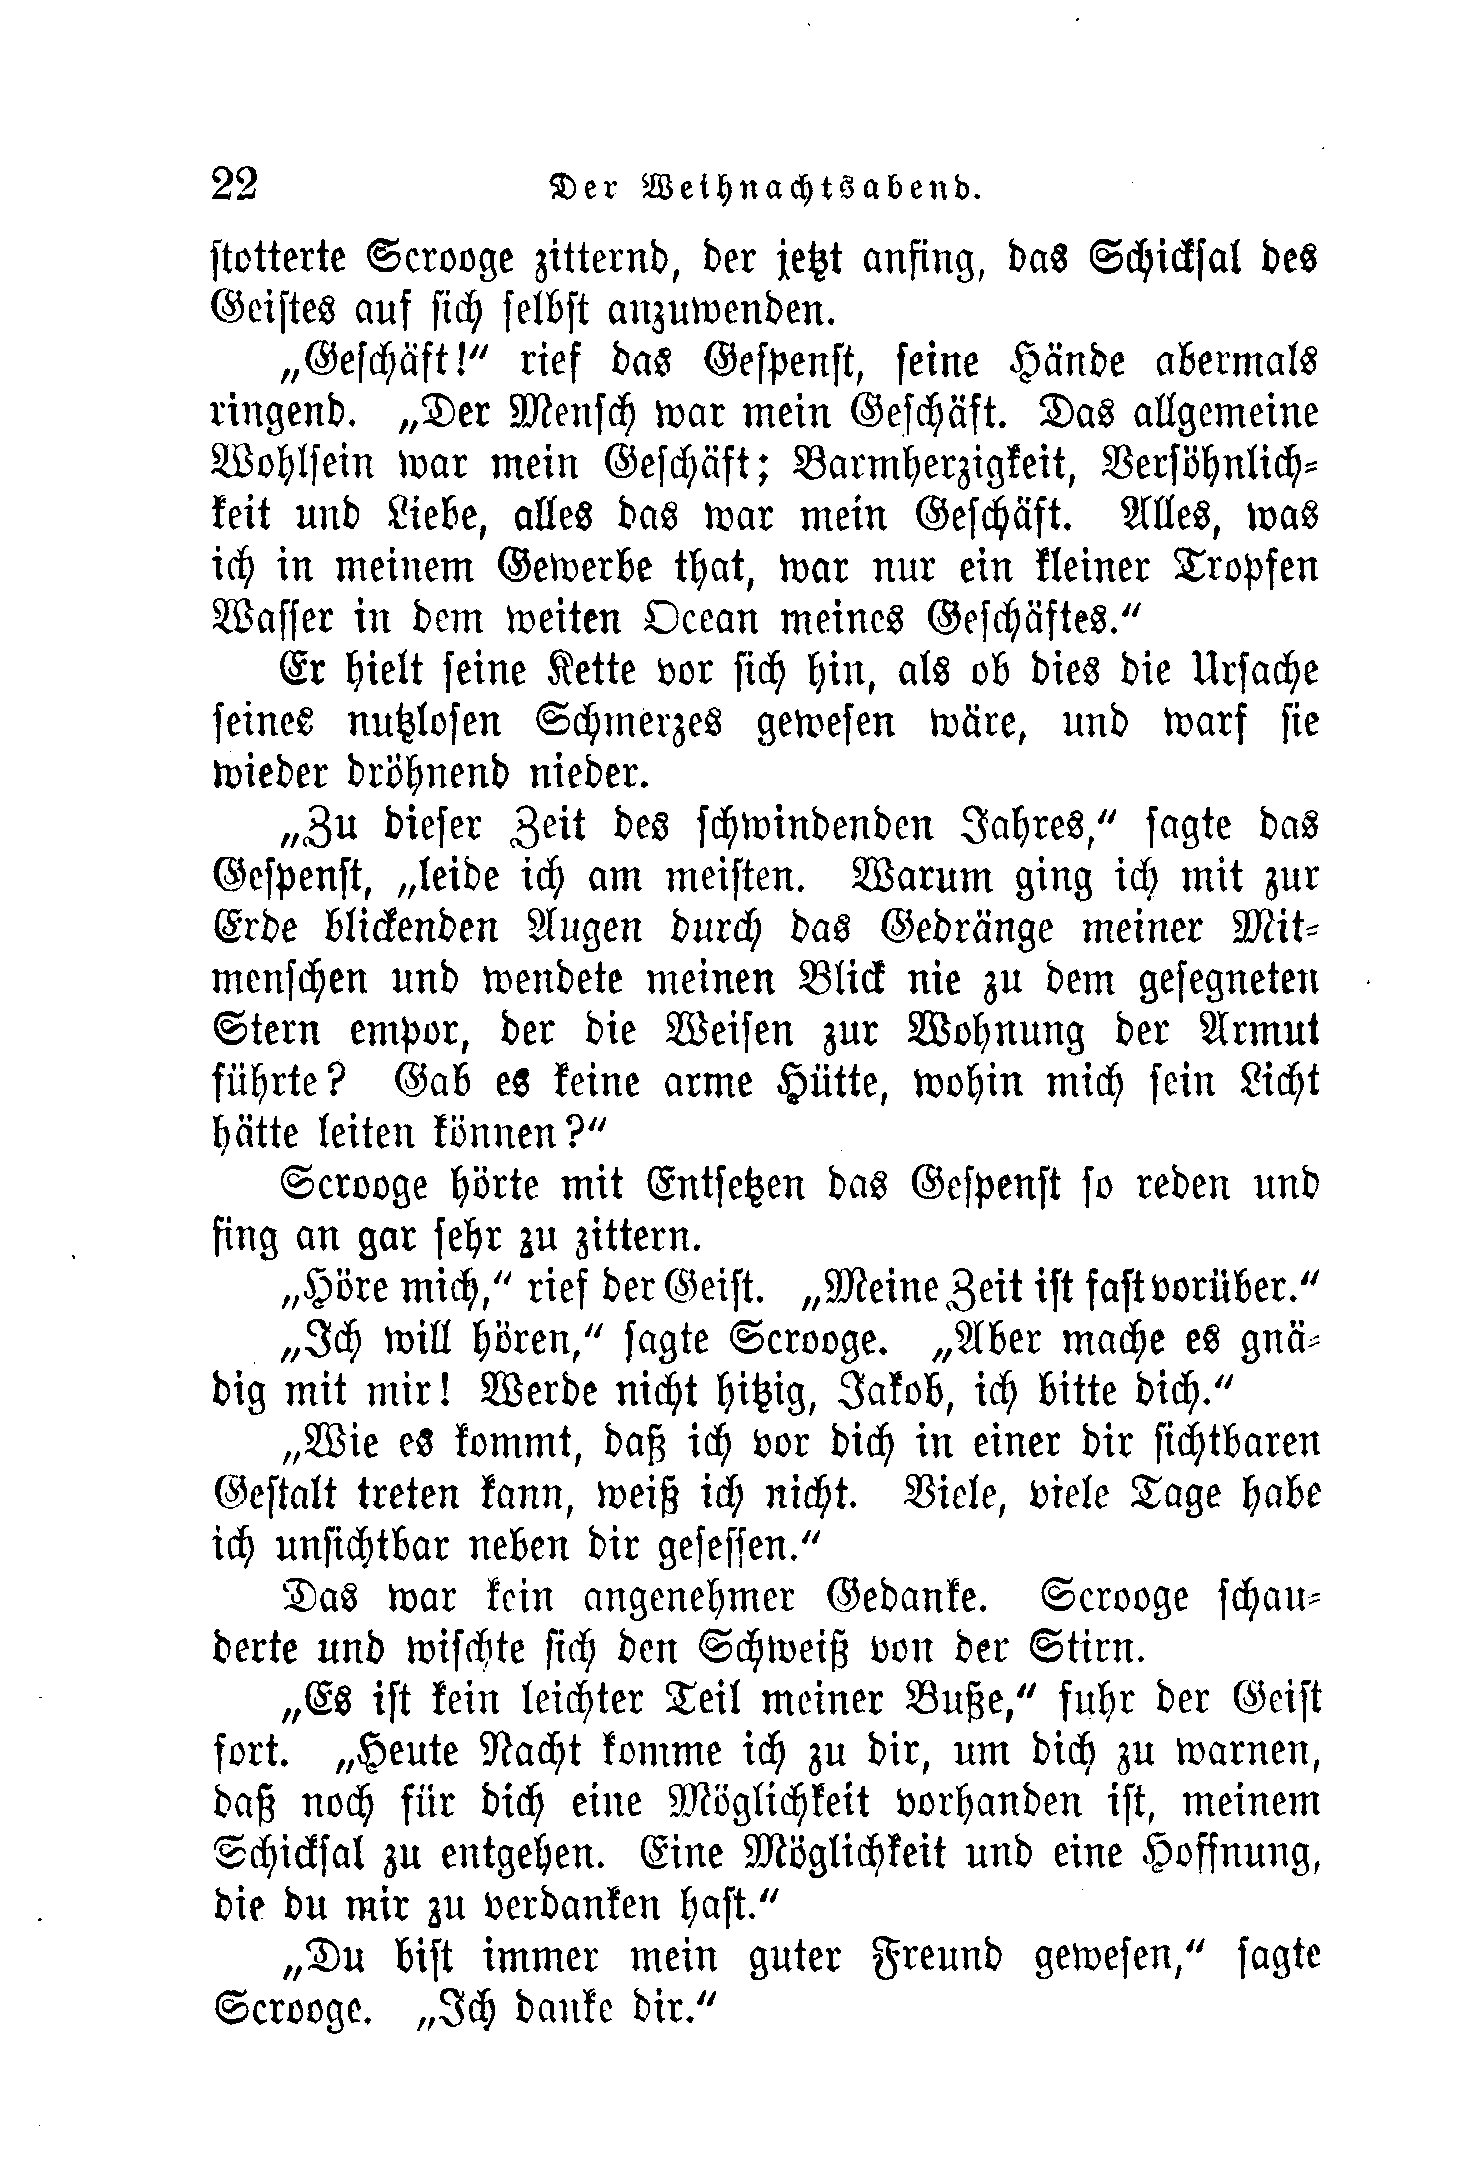 22 Der Weihnachtsabend.
stotterte Scrooge zitternd, der jetzt anfing, das Schicksal des
Geistes auf sich selbst anzuwenden.
„Geschäft!“ rief das Gespenst, seine Hände abermals
ringend. „Der Mensch war mein Geschäft. Das allgemeine
Wohlsein war mein Geschäft; Barmherzigkeit, Versöhnlich-
keit und Liebe, alles das war mein Geschäft. Alles, was
ich in meinem Gewerbe that, war nur ein kleiner Tropfen
Wasser in dem weiten Ocean meines Geschäftes.“
Er hielt seine Kette vor sich hin, als ob dies die Ursache
seines nutzlosen Schmerzes gewesen wäre, und warf sie
wieder dröhnend nieder.
„Zu dieser Zeit des schwindenden Jahres,“ sagte das
Gespenst, „leide ich am meisten. Warum ging ich mit zur
Erde blickenden Augen durch das Gedränge meiner Mit-
menschen und wendete meinen Blick nie zu dem gesegneten
Stern empor, der die Weisen zur Wohnung der Armut
führte? Gab es keine arme Hütte, wohin mich sein Licht
hätte leiten können?“
Scrooge hörte mit Entsetzen das Gespenst so reden und
fing an gar sehr zu zittern.
„Höre mich,“ rief der Geist. „Meine Zeit ist fast vorüber.“
„Ich will hören,“ sagte Scrooge. „Aber mache es gnä-
dig mit mir! Werde nicht hitzig, Jakob, ich bitte dich.“
„Wie es kommt, daß ich vor dich in einer dir sichtbaren
Gestalt treten kann, weiß ich nicht. Viele, viele Tage habe
ich unsichtbar neben dir gesessen.“
Das war kein angenehmer Gedanke. Scrooge schau-
derte und wischte sich den Schweiß von der Stirn.
„Es ist kein leichter Teil meiner Buße,“ fuhr der Geist
fort. „Heute Nacht komme ich zu dir, um dich zu warnen,
daß noch für dich eine Möglichkeit vorhanden ist, meinem
Schicksal zu entgehen. Eine Möglichkeit und eine Hoffnung,
die du mir zu verdanken hast.“
„Du bist immer mein guter Freund gewesen,“ sagte
Scrooge. „Ich danke dir.“